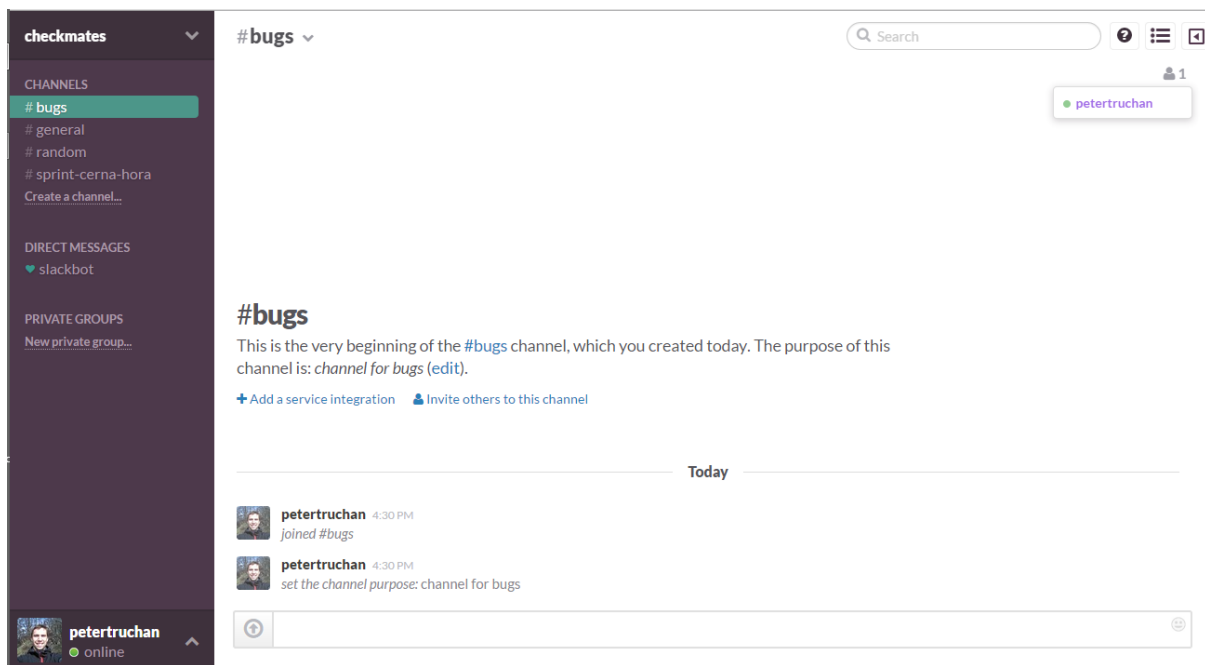 checkmates
#bugs
Search
1
petertruchan
CHANNELS
# bugs
# general
# random
# sprint-cerna-hora
Create a channel...
DIRECT MESSAGES
slackbot
PRIVATE GROUPS
New private group...
#bugs
This is the very beginning of the #bugs channel, which you created today. The purpose of this
channel is: channel for bugs (edit).
+ Add a service integration Invite others to this channel
Today
petertruchan 4:30 PM
joined #bugs
petertruchan 4:30 PM
set the channel purpose: channel for bugs
petertruchan
online